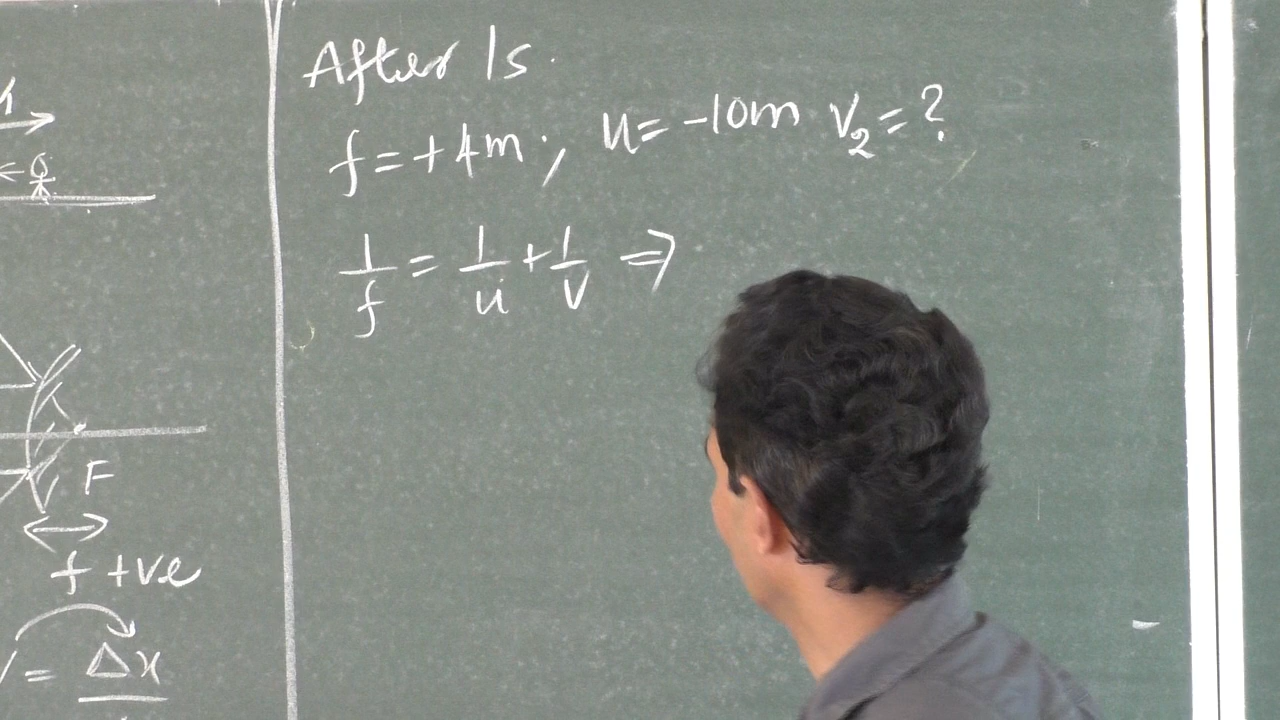 After 1s.
f = +4m ; u = -10m v₂ = ?
1/f = 1/u + 1/v ⇒
F
f +ve
= Δx